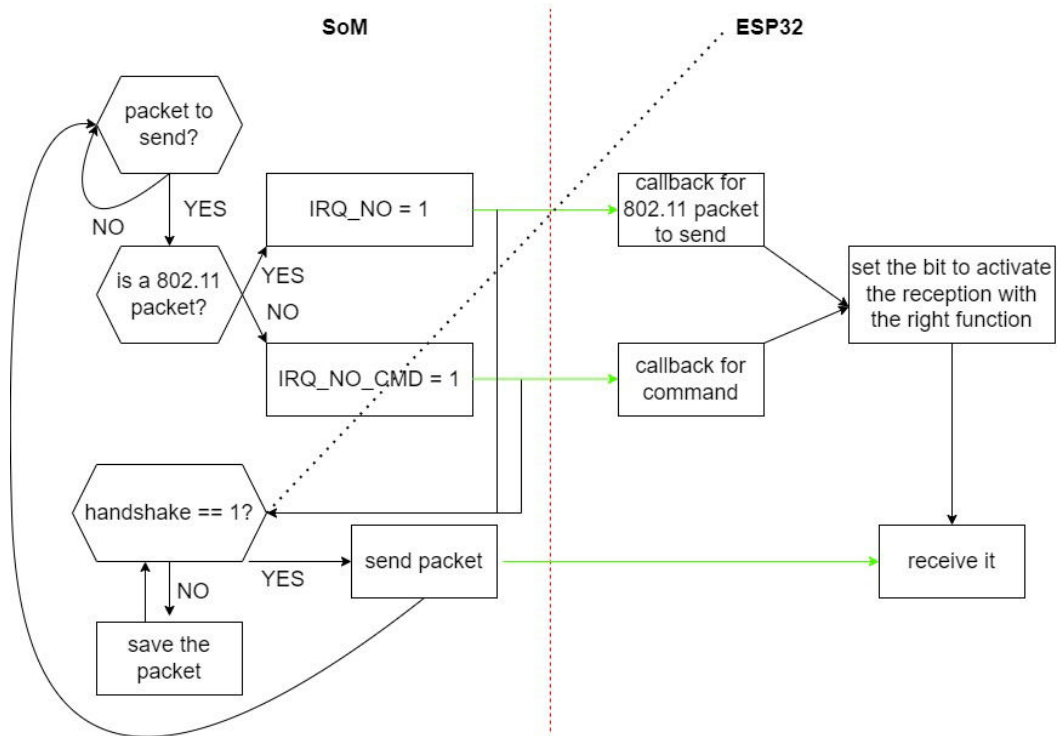 SoM
ESP32
packet to
send?
NO
YES
IRQ_NO = 1
callback for
802.11 packet
to send
is a 802.11
packet?
YES
NO
set the bit to activate
the reception with
the right function
IRQ_NO_CMD = 1
callback for
command
handshake == 1?
YES
send packet
receive it
NO
save the
packet